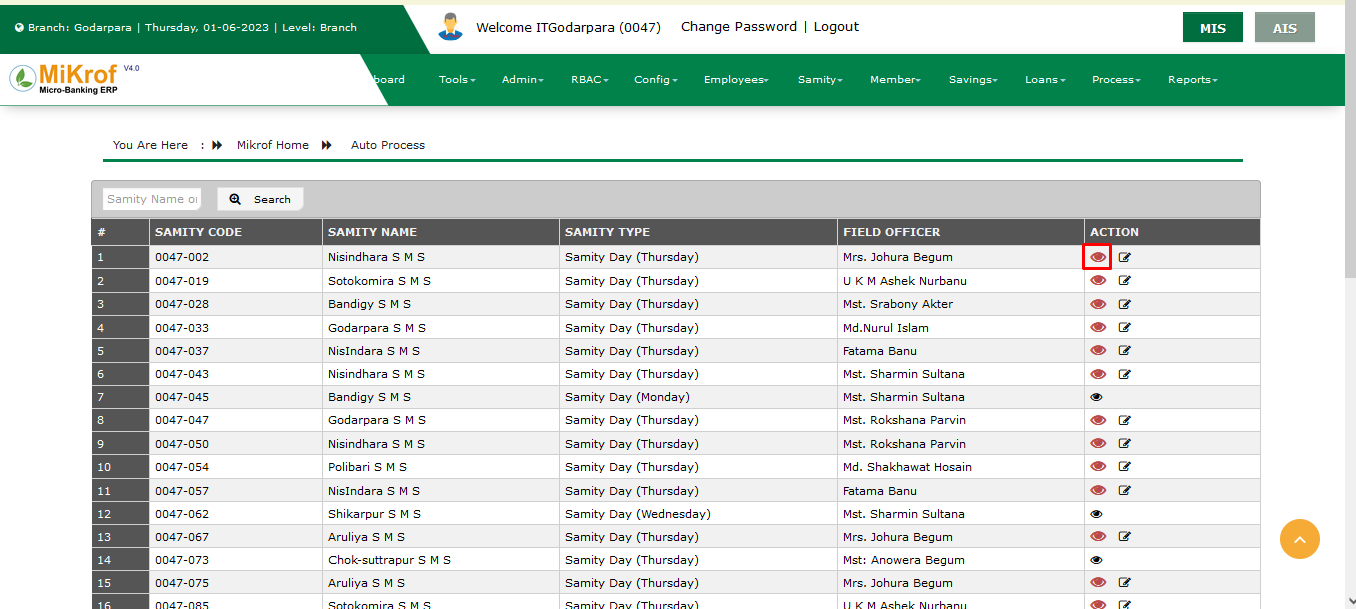 Branch: Godarpara | Thursday, 01-06-2023 | Level: Branch
Welcome ITGodarpara (0047) Change Password | Logout
MIS AIS
MiKrof V4.0
Micro-Banking ERP
board Tools Admin RBAC Config Employees Samity Member Savings Loans Process Reports
You Are Here : Mikrof Home Auto Process
Samity Name or Search
# SAMITY CODE SAMITY NAME SAMITY TYPE FIELD OFFICER ACTION
1 0047-002 Nisindhara S M S Samity Day (Thursday) Mrs. Johura Begum
2 0047-019 Sotokomira S M S Samity Day (Thursday) U K M Ashek Nurbanu
3 0047-028 Bandigy S M S Samity Day (Thursday) Mst. Srabony Akter
4 0047-033 Godarpara S M S Samity Day (Thursday) Md.Nurul Islam
5 0047-037 NisIndara S M S Samity Day (Thursday) Fatama Banu
6 0047-043 Nisindhara S M S Samity Day (Thursday) Mst. Sharmin Sultana
7 0047-045 Bandigy S M S Samity Day (Monday) Mst. Sharmin Sultana
8 0047-047 Godarpara S M S Samity Day (Thursday) Mst. Rokshana Parvin
9 0047-050 Nisindhara S M S Samity Day (Thursday) Mst. Rokshana Parvin
10 0047-054 Polibari S M S Samity Day (Thursday) Md. Shakhawat Hosain
11 0047-057 NisIndara S M S Samity Day (Thursday) Fatama Banu
12 0047-062 Shikarpur S M S Samity Day (Wednesday) Mst. Sharmin Sultana
13 0047-067 Aruliya S M S Samity Day (Thursday) Mrs. Johura Begum
14 0047-073 Chok-suttrapur S M S Samity Day (Thursday) Mst: Anowera Begum
15 0047-075 Aruliya S M S Samity Day (Thursday) Mrs. Johura Begum
16 0047-085 Sotokomira S M S Samity Day (Thursday) U K M Ashek Nurbanu